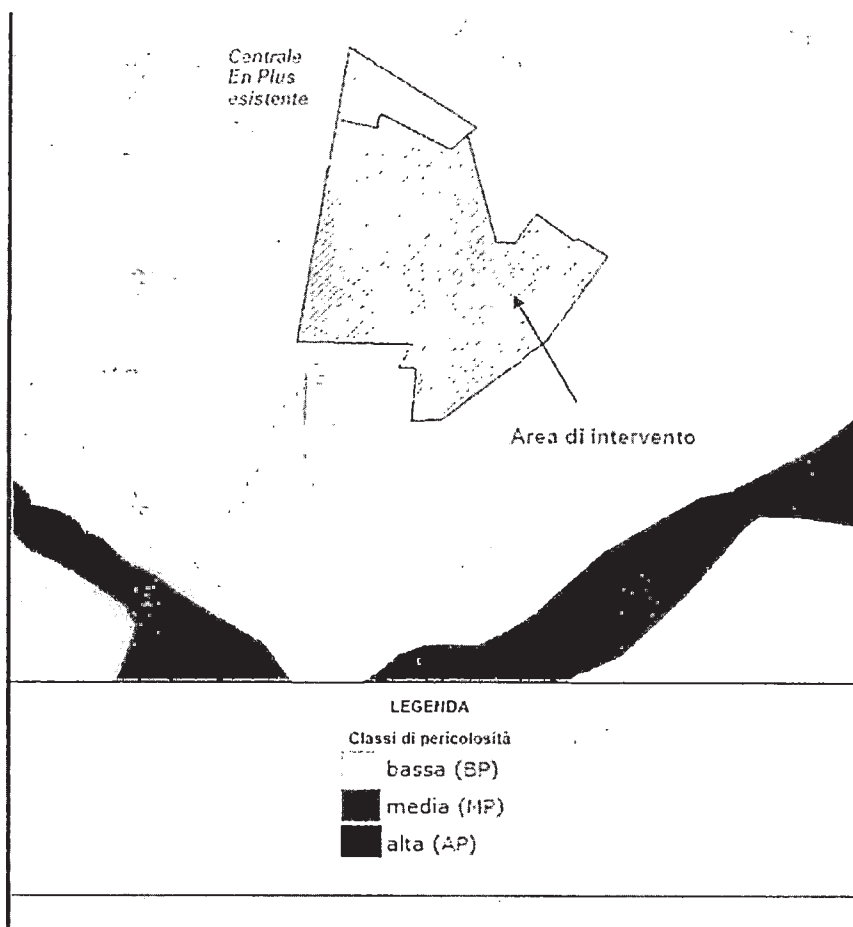 Centrale
En Plus
esistente
Area di intervento
LEGENDA
Classi di pericolosità
bassa (BP)
media (MP)
alta (AP)